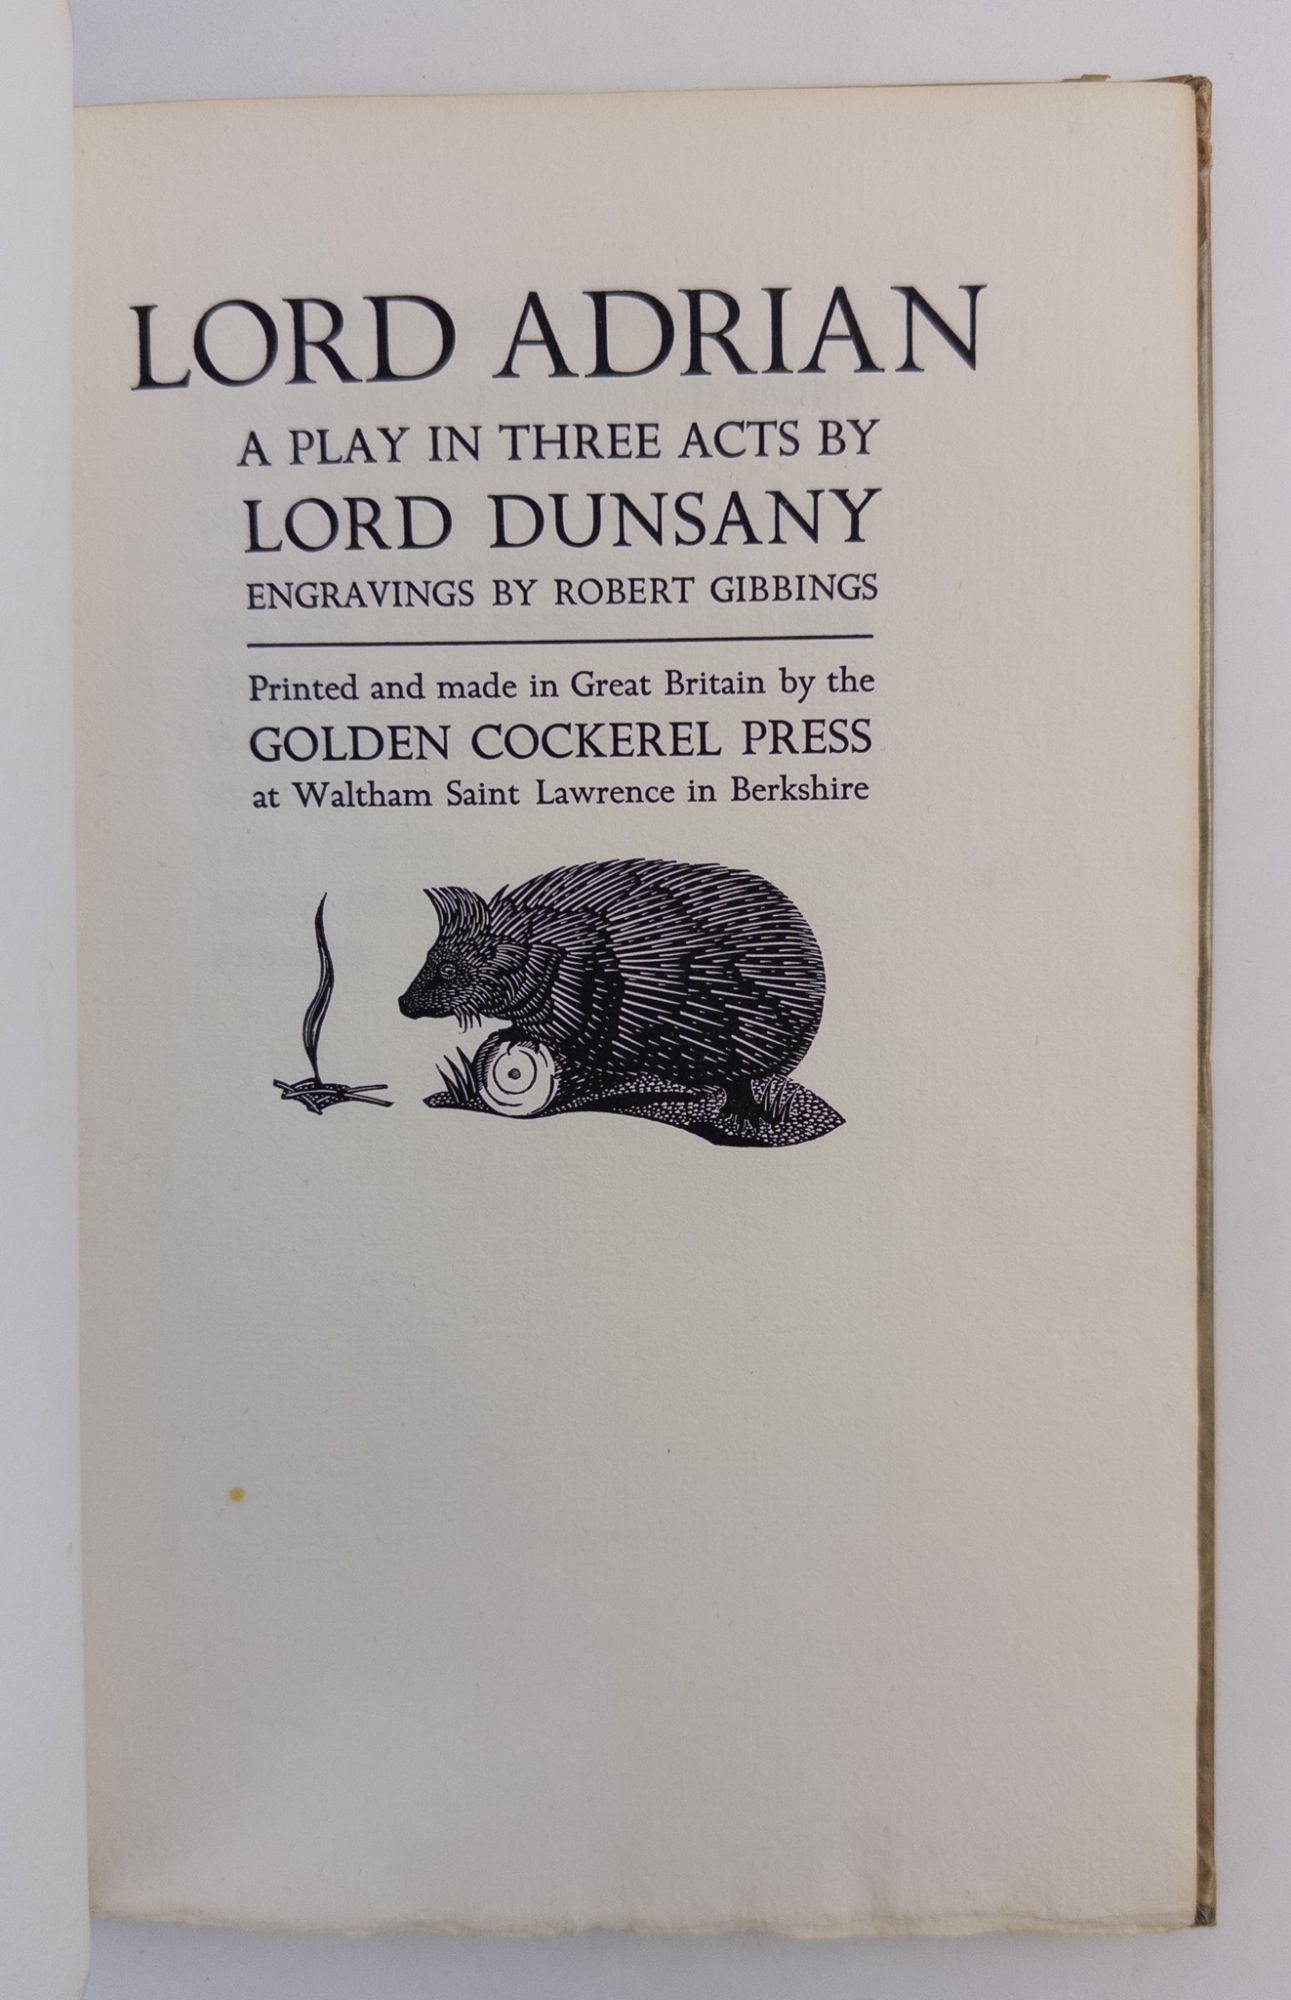 LORD ADRIAN
A PLAY IN THREE ACTS BY
LORD DUNSANY
ENGRAVINGS BY ROBERT GIBBINGS
Printed and made in Great Britain by the
GOLDEN COCKEREL PRESS
at Waltham Saint Lawrence in Berkshire